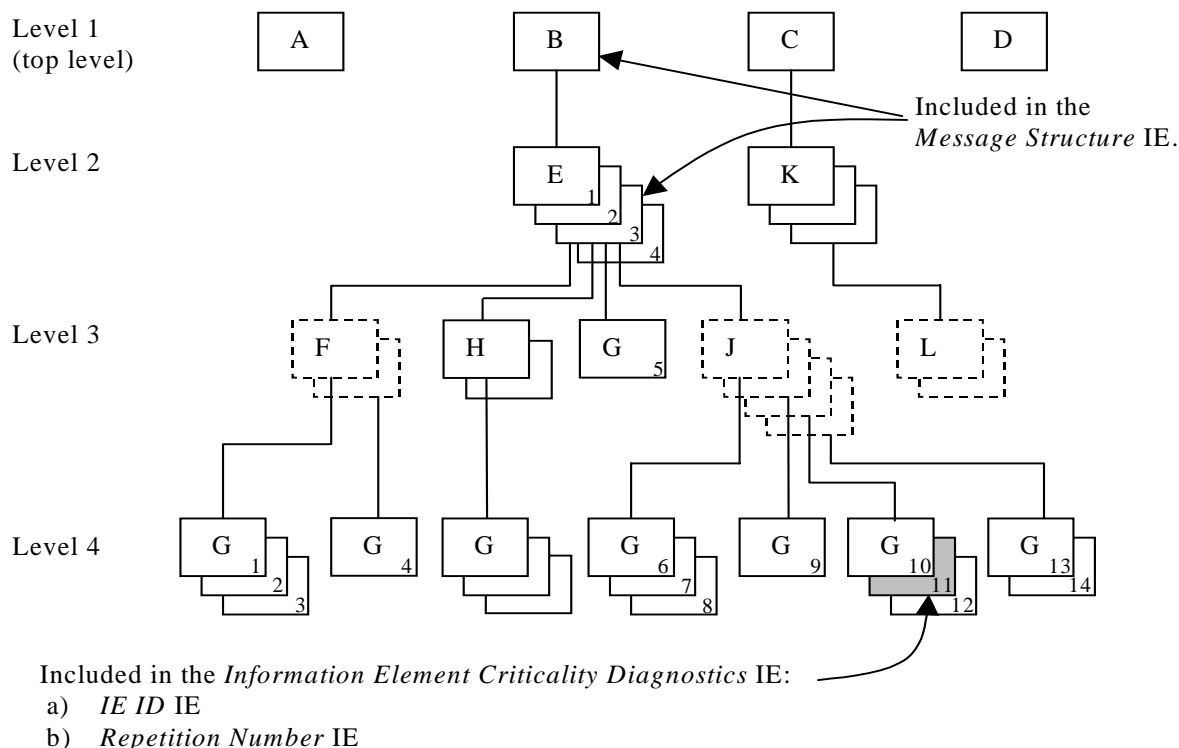 Level 1
(top level)
A
B
C
D
Included in the
Message Structure IE.
Level 2
E
1
2
3
4
K
Level 3
F
H
G
5
J
L
Level 4
G
1
2
3
G
4
G
G
6
7
8
G
9
G
10
11
12
G
13
14
Included in the Information Element Criticality Diagnostics IE:
a) IE ID IE
b) Repetition Number IE